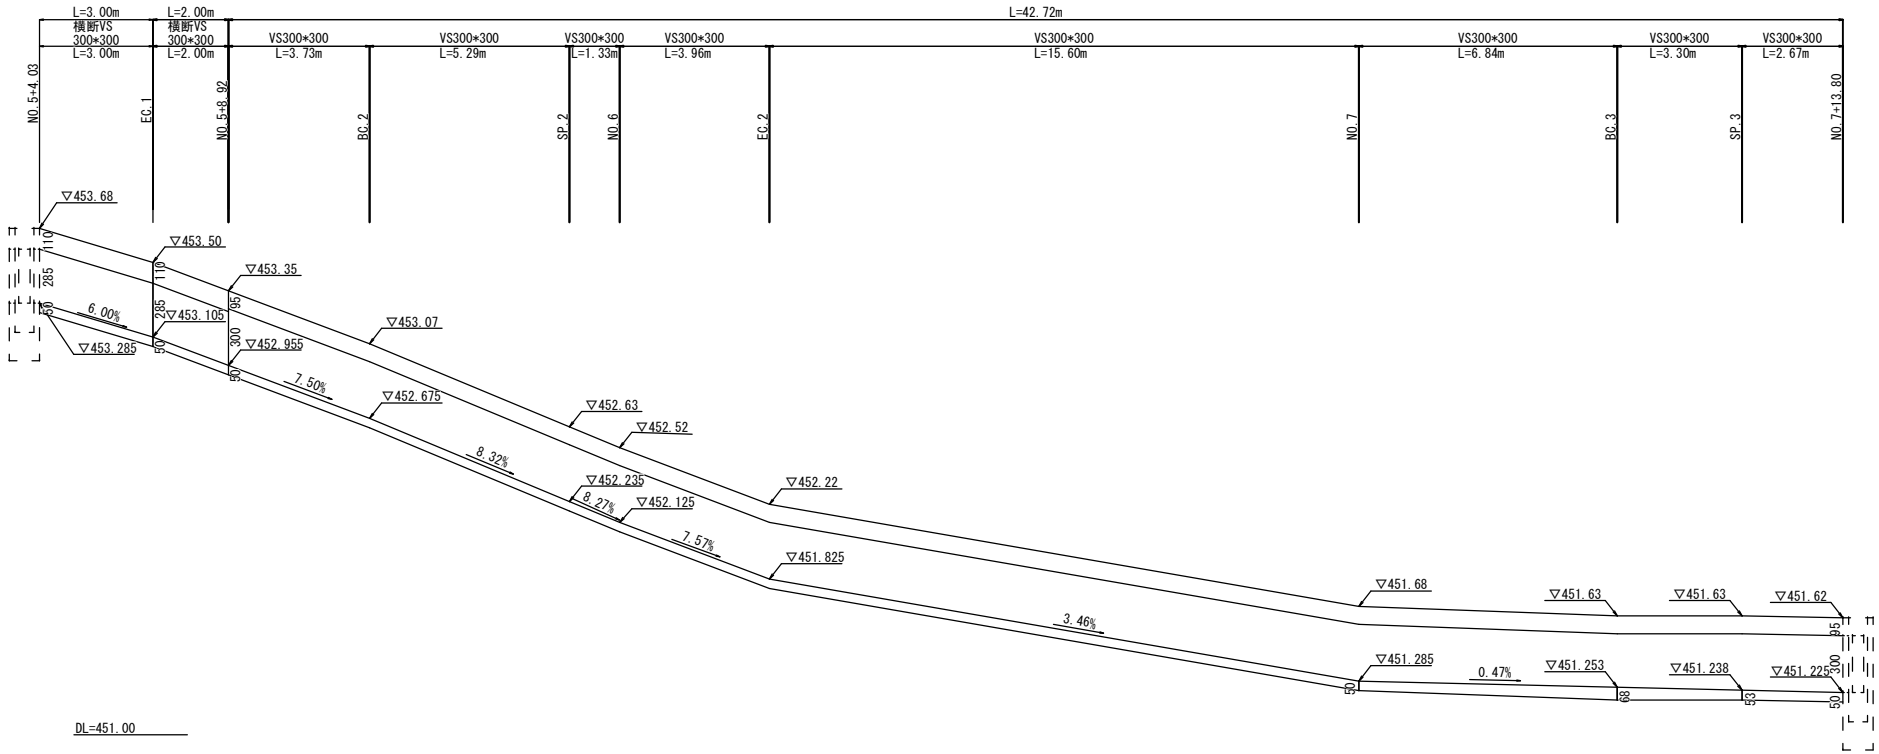 L=3.00m
L=2.00m
L=42.72m
横断VS
300*300
横断VS
300*300
VS300*300
VS300*300
VS300*300
VS300*300
VS300*300
VS300*300
VS300*300
VS300*300
L=3.00m
L=2.00m
L=3.73m
L=5.29m
L=1.33m
L=3.96m
L=15.60m
L=6.84m
L=3.30m
L=2.67m
NO.5+4.03
EC.1
NO.5+8.92
BC.2
SP.2
NO.6
EC.2
NO.7
BC.3
SP.3
NO.7+13.80
▽453.68
▽453.50
▽453.35
▽453.07
▽452.63
▽452.52
▽452.22
▽451.68
▽451.63
▽451.63
▽451.62
110
285
50
110
285
50
95
300
50
6.00%
▽453.285
▽453.105
▽452.955
7.50%
▽452.675
8.32%
▽452.235
8.27%
▽452.125
7.57%
▽451.825
3.46%
▽451.285
50
0.47%
▽451.253
68
▽451.238
53
▽451.225
95
300
50
DL=451.00